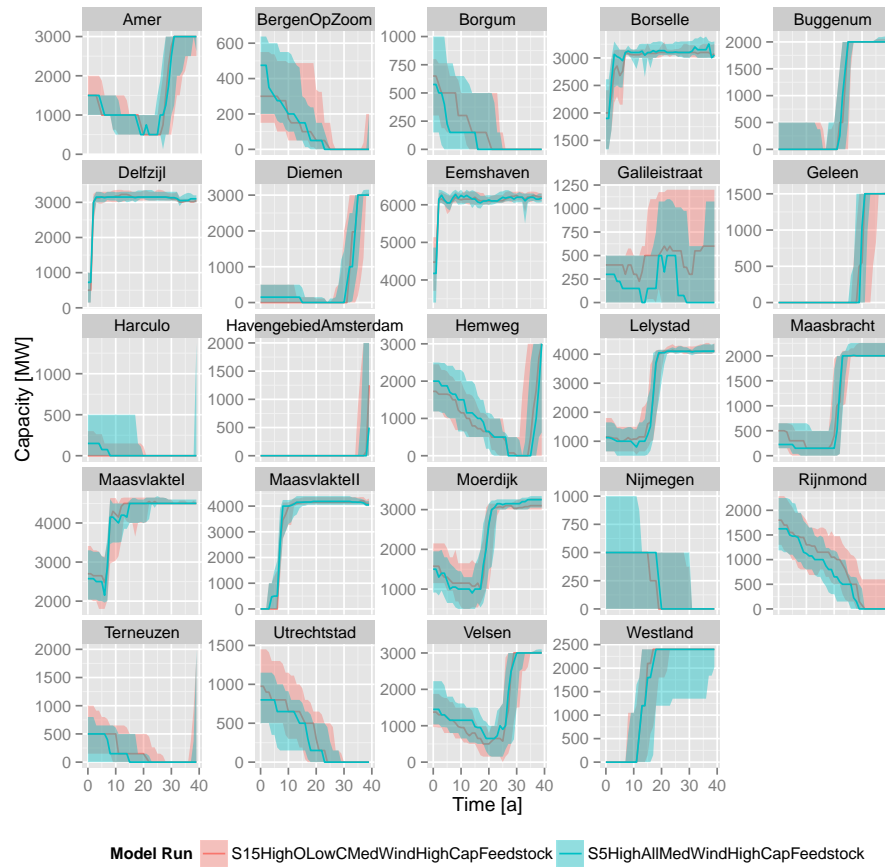 Amer BergenOpZoom Borgum Borselle Buggenum
3000 2000 1000 0
600 400 200 0
1000 750 500 250 0
3000 2500 2000 1500
2000 1500 1000 500 0
Delfzijl Diemen Eemshaven Galileistraat Geleen
3000 2000 1000 0
3000 2000 1000 0
6000 5000 4000
1250 1000 750 500 250 0
1500 1000 500 0
Harculo HavengebiedAmsterdam Hemweg Lelystad Maasbracht
1000 500 0
2000 1500 1000 500 0
3000 2500 2000 1500 1000 500 0
4000 3000 2000 1000
2000 1500 1000 500 0
MaasvlakteI MaasvlakteII Moerdijk Nijmegen Rijnmond
4000 3000 2000
4000 3000 2000 1000 0
3000 2000 1000 0
1000 750 500 250 0
2000 1500 1000 500 0
Terneuzen Utrechtstad Velsen Westland
2000 1500 1000 500 0
1500 1000 500 0
3000 2000 1000 0
2500 2000 1500 1000 500 0
0 10 20 30 40 0 10 20 30 40 0 10 20 30 40 0 10 20 30 40
Capacity [MW]
Time [a]
Model Run S15HighOLowCMedWindHighCapFeedstock S5HighAllMedWindHighCapFeedstock